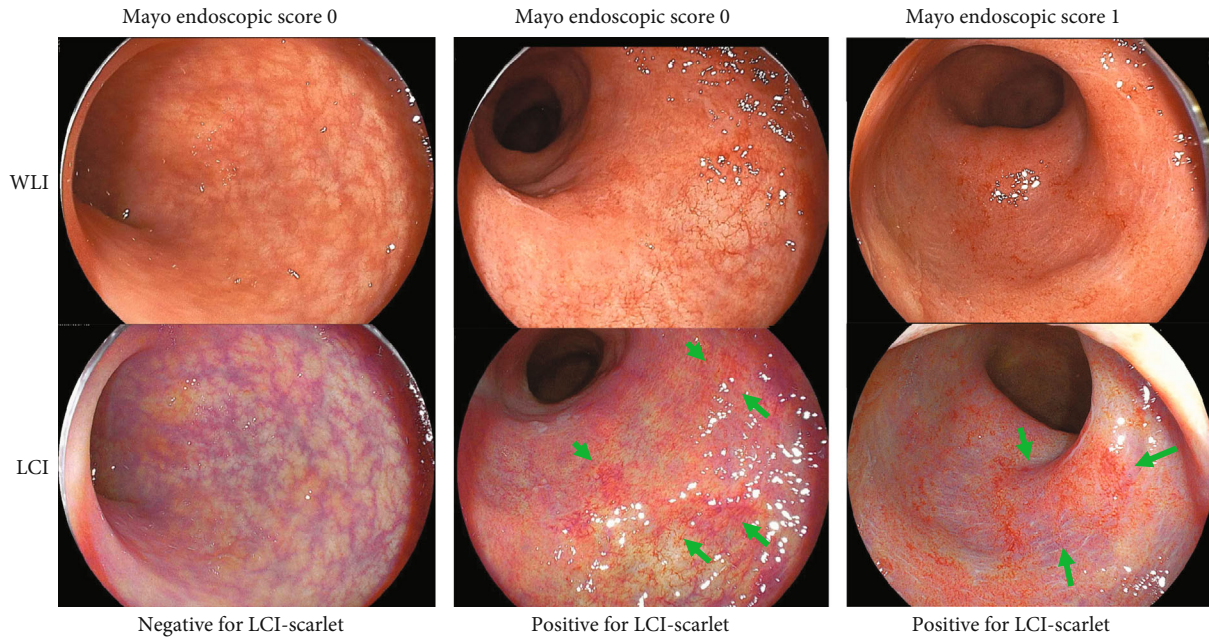 Mayo endoscopic score 0
Mayo endoscopic score 0
Mayo endoscopic score 1
WLI
LCI
Negative for LCI-scarlet
Positive for LCI-scarlet
Positive for LCI-scarlet